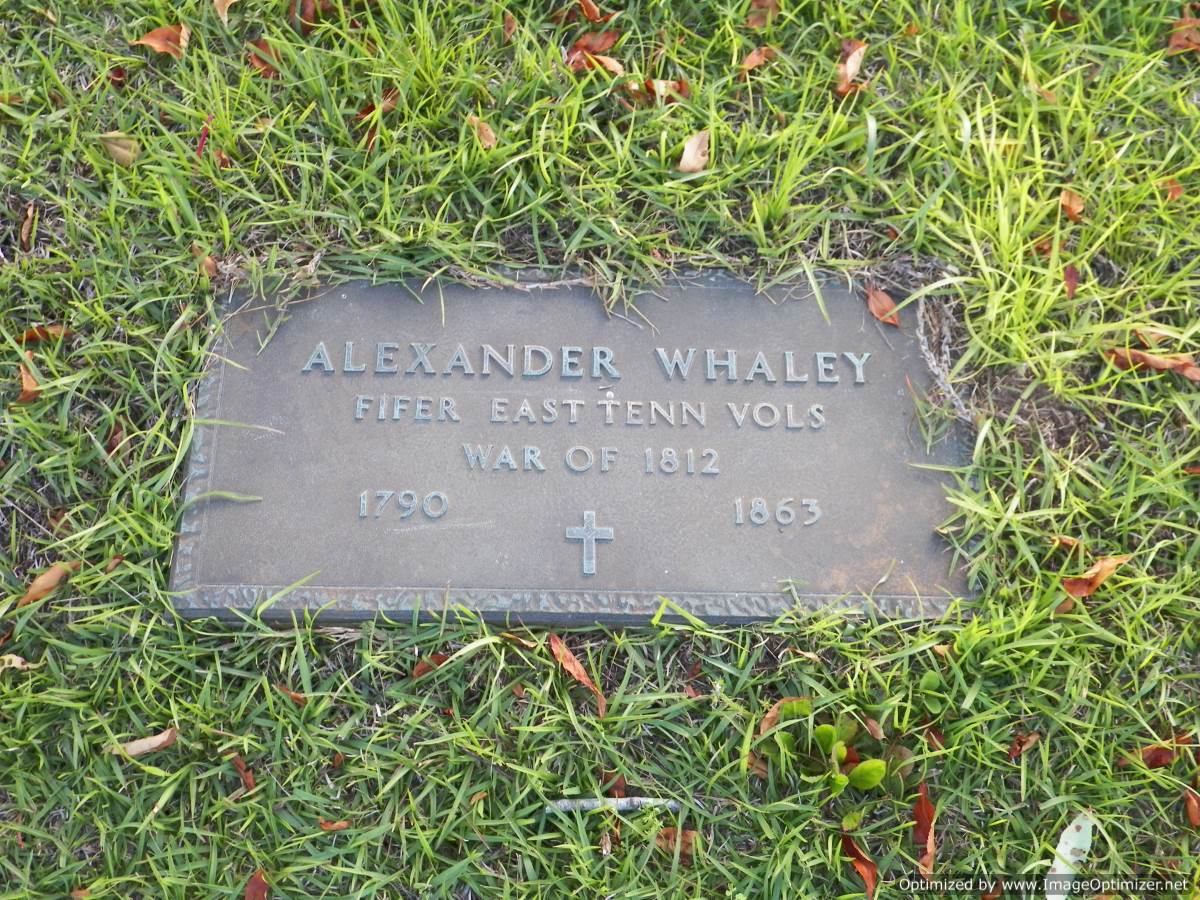 ALEXANDER WHALEY
FIFER EAST TENN VOLS
WAR OF 1812
1790 1863
Optimized by www.ImageOptimizer.net